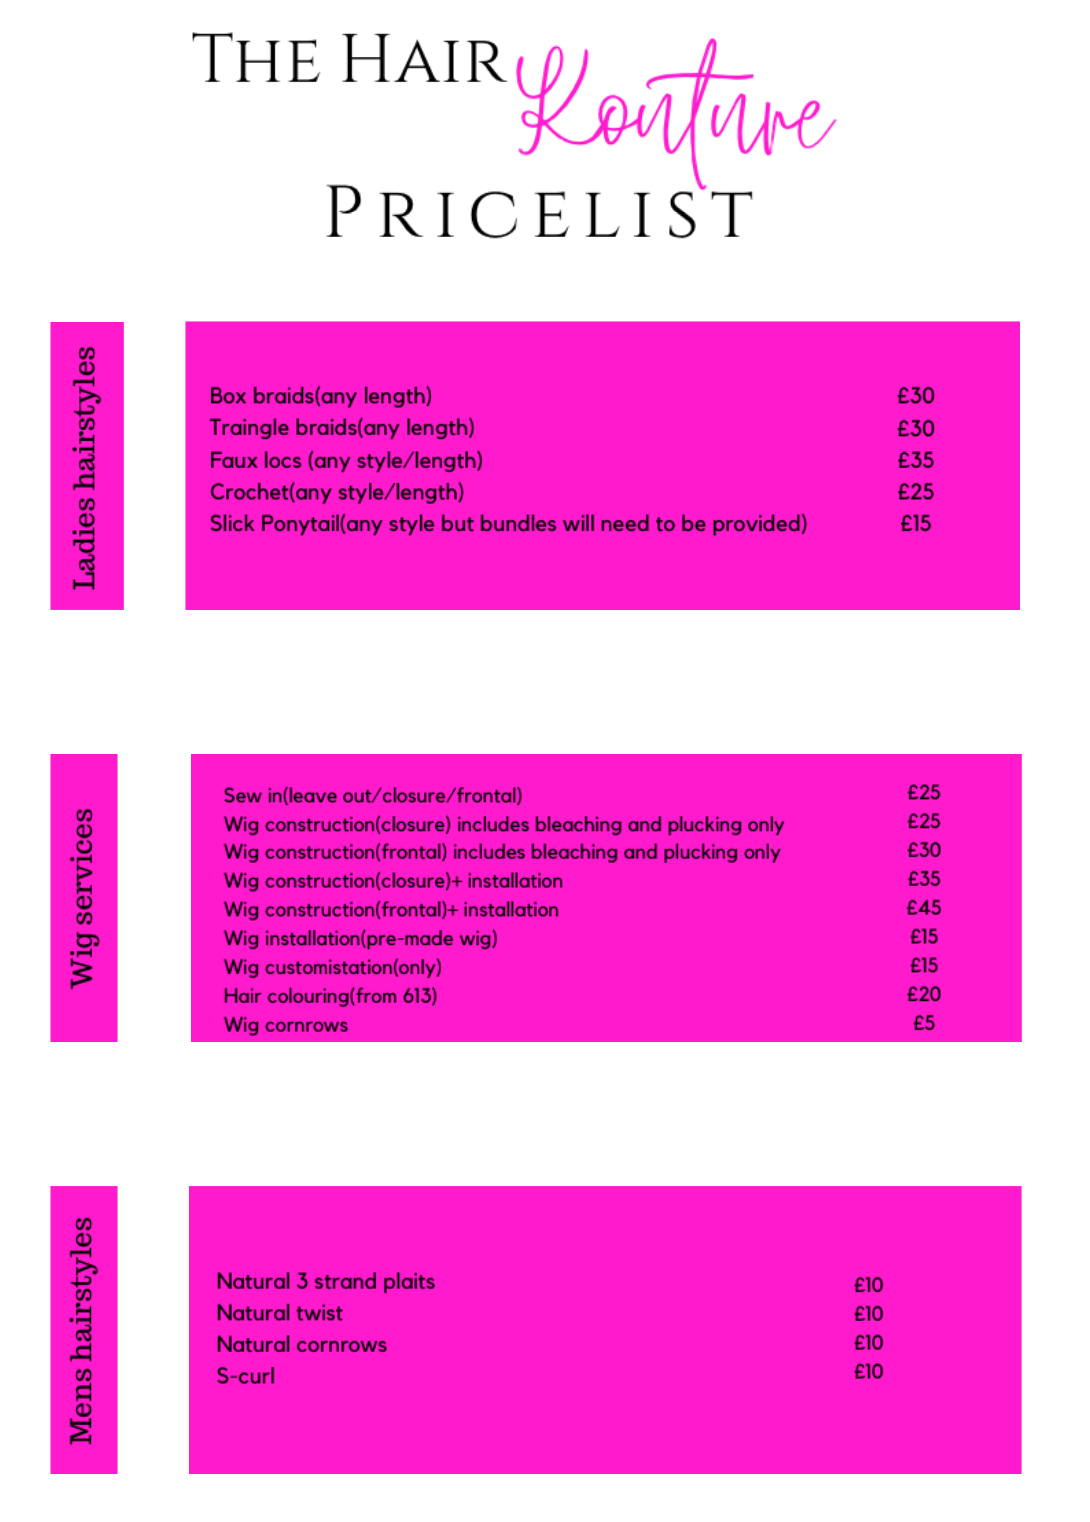 THE HAIR Konture
PRICELIST
Ladies hairstyles
Box braids(any length) £30
Traingle braids(any length) £30
Faux locs (any style/length) £35
Crochet(any style/length) £25
Slick Ponytail(any style but bundles will need to be provided) £15
Wig services
Sew in(leave out/closure/frontal) £25
Wig construction(closure) includes bleaching and plucking only £25
Wig construction(frontal) includes bleaching and plucking only £30
Wig construction(closure)+ installation £35
Wig construction(frontal)+ installation £45
Wig installation(pre-made wig) £15
Wig customistation(only) £15
Hair colouring(from 613) £20
Wig cornrows £5
Mens hairstyles
Natural 3 strand plaits £10
Natural twist £10
Natural cornrows £10
S-curl £10